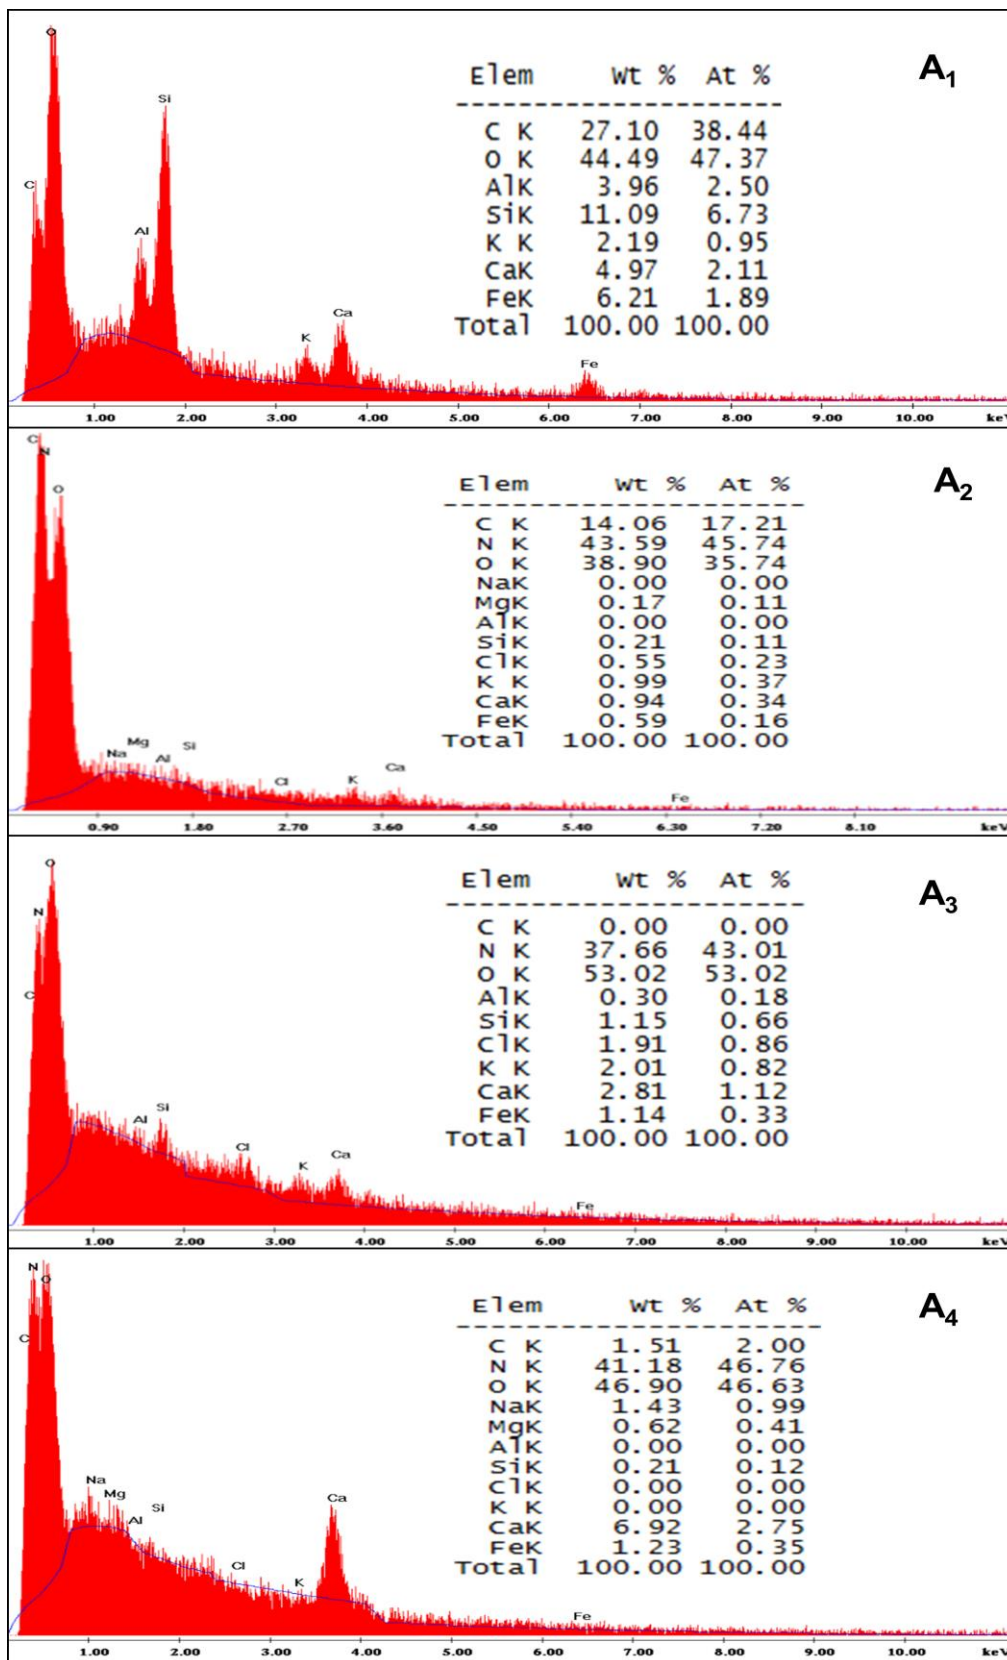 A1
Elem Wt % At %
C K 27.10 38.44
O K 44.49 47.37
AlK 3.96 2.50
SiK 11.09 6.73
K K 2.19 0.95
CaK 4.97 2.11
FeK 6.21 1.89
Total 100.00 100.00
C O Al Si K Ca Fe
1.00 2.00 3.00 4.00 5.00 6.00 7.00 8.00 9.00 10.00 keV
A2
Elem Wt % At %
C K 14.06 17.21
N K 43.59 45.74
O K 38.90 35.74
NaK 0.00 0.00
MgK 0.17 0.11
AlK 0.00 0.00
SiK 0.21 0.11
ClK 0.55 0.23
K K 0.99 0.37
CaK 0.94 0.34
FeK 0.59 0.16
Total 100.00 100.00
C N O Na Mg Al Si Cl K Ca Fe
0.90 1.80 2.70 3.60 4.50 5.40 6.30 7.20 8.10 keV
A3
Elem Wt % At %
C K 0.00 0.00
N K 37.66 43.01
O K 53.02 53.02
AlK 0.30 0.18
SiK 1.15 0.66
ClK 1.91 0.86
K K 2.01 0.82
CaK 2.81 1.12
FeK 1.14 0.33
Total 100.00 100.00
C N O Al Si Cl K Ca Fe
1.00 2.00 3.00 4.00 5.00 6.00 7.00 8.00 9.00 10.00 keV
A4
Elem Wt % At %
C K 1.51 2.00
N K 41.18 46.76
O K 46.90 46.63
NaK 1.43 0.99
MgK 0.62 0.41
AlK 0.00 0.00
SiK 0.21 0.12
ClK 0.00 0.00
K K 0.00 0.00
CaK 6.92 2.75
FeK 1.23 0.35
Total 100.00 100.00
C N O Na Mg Al Si Cl K Ca Fe
1.00 2.00 3.00 4.00 5.00 6.00 7.00 8.00 9.00 10.00 keV